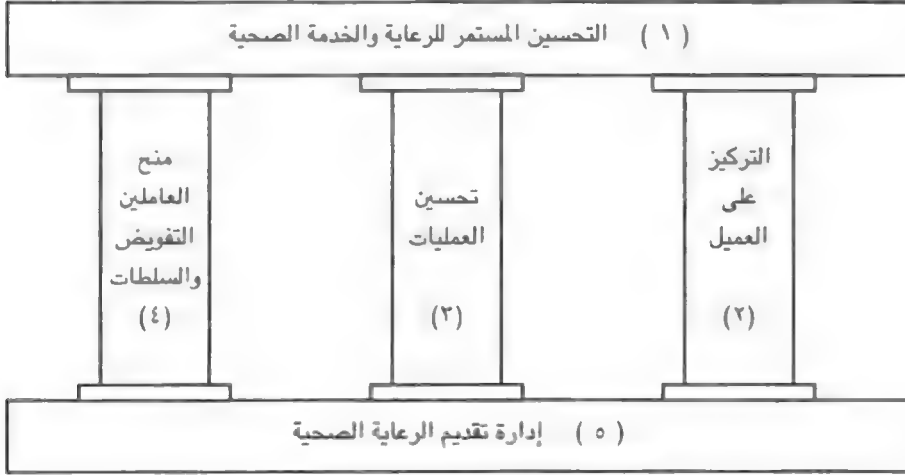 ( ١ ) التحسين المستمر للرعاية والخدمة الصحية
التركيز
على
العميل
(٢)
تحسين
العمليات
(٣)
منح
العاملين
التفويض
والسلطات
(٤)
( ٥ ) إدارة تقديم الرعاية الصحية